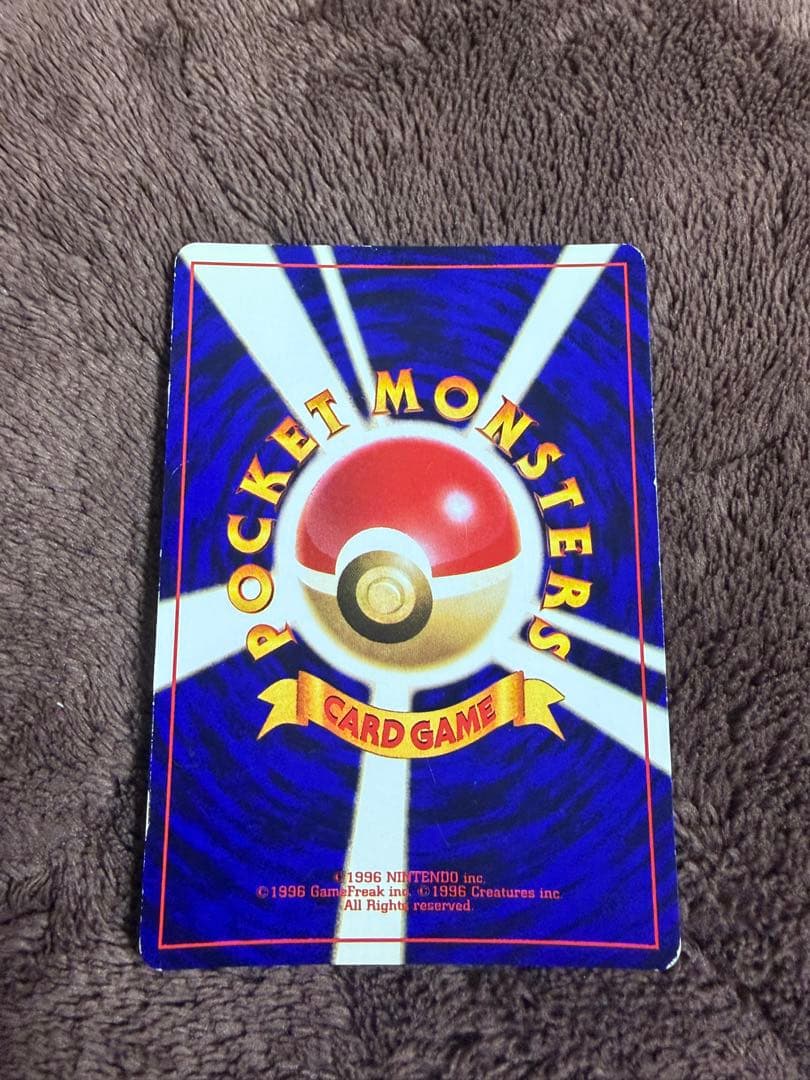 POCKET MONSTERS
CARD GAME
©1996 NINTENDO inc.
©1996 GameFreak inc. ©1996 Creatures inc.
All Rights reserved.